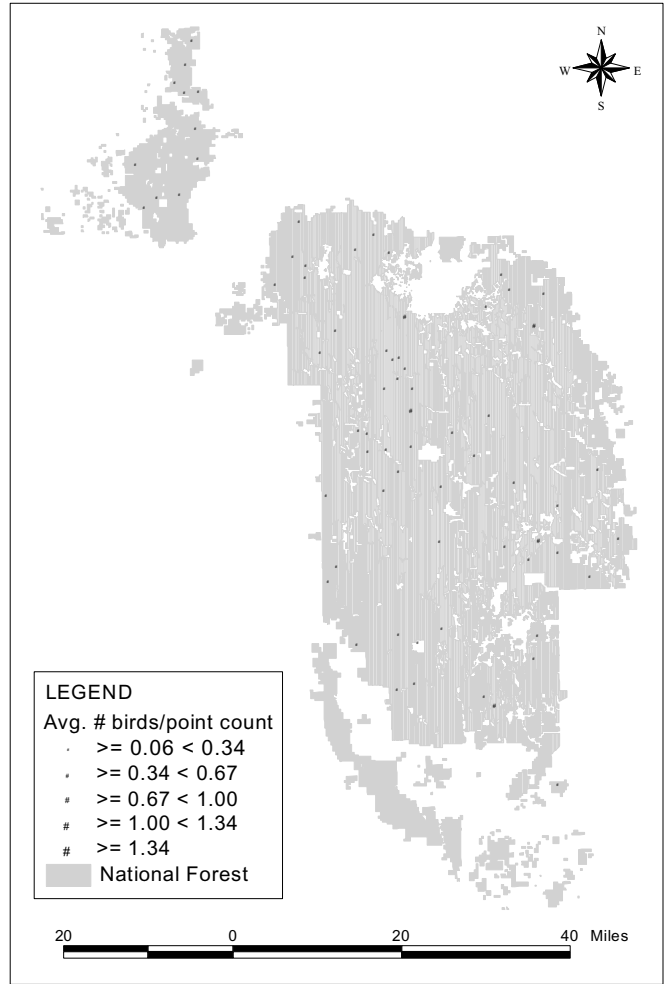 N
W E
S
LEGEND
Avg. # birds/point count
>= 0.06 < 0.34
>= 0.34 < 0.67
# >= 0.67 < 1.00
# >= 1.00 < 1.34
# >= 1.34
National Forest
20 0 20 40 Miles